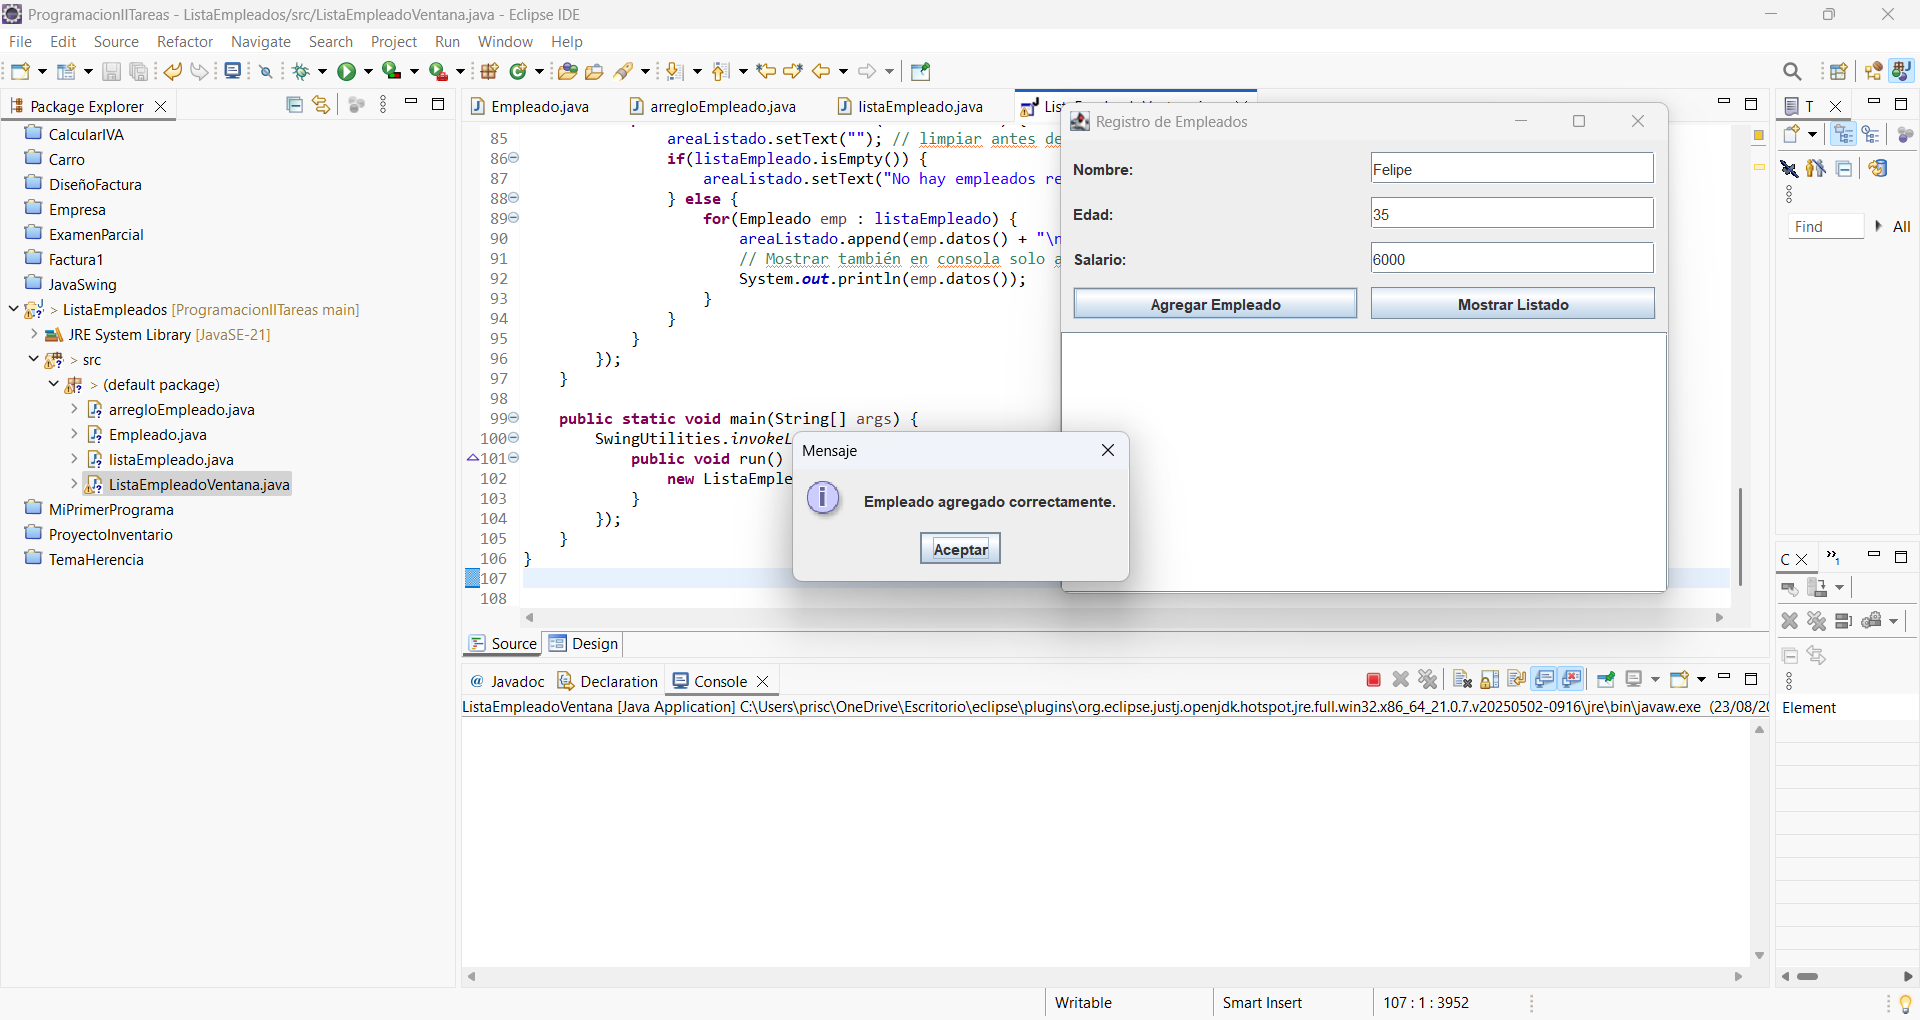 ProgramacionIITareas - ListaEmpleados/src/ListaEmpleadoVentana.java - Eclipse IDE
File Edit Source Refactor Navigate Search Project Run Window Help
Package Explorer
CalcularIVA
Carro
DiseñoFactura
Empresa
ExamenParcial
Factura1
JavaSwing
> ListaEmpleados [ProgramacionIITareas main]
JRE System Library [JavaSE-21]
> src
> (default package)
arregloEmpleado.java
Empleado.java
listaEmpleado.java
ListaEmpleadoVentana.java
MiPrimerPrograma
ProyectoInventario
TemaHerencia
Empleado.java arregloEmpleado.java listaEmpleado.java
85 areaListado.setText(""); // limpiar antes de
86 if(listaEmpleado.isEmpty()) {
87 areaListado.setText("No hay empleados re
88 } else {
89 for(Empleado emp : listaEmpleado) {
90 areaListado.append(emp.datos() + "\n
91 // Mostrar también en consola solo a
92 System.out.println(emp.datos());
93 }
94 }
95 }
96 });
97 }
98
99 public static void main(String[] args) {
100 SwingUtilities.invokeL
101 public void run()
102 new ListaEmple
103 }
104 });
105 }
106 }
107
108
Source Design
Registro de Empleados
Nombre: Felipe
Edad: 35
Salario: 6000
Agregar Empleado Mostrar Listado
Mensaje
Empleado agregado correctamente.
Aceptar
@ Javadoc Declaration Console
ListaEmpleadoVentana [Java Application] C:\Users\prisc\OneDrive\Escritorio\eclipse\plugins\org.eclipse.justj.openjdk.hotspot.jre.full.win32.x86_64_21.0.7.v20250502-0916\jre\bin\javaw.exe (23/08/20
T
Find All
C
Element
Writable Smart Insert 107 : 1 : 3952